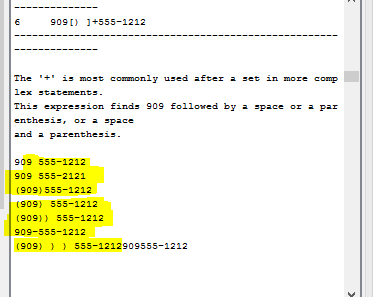 --------------
6     909[) ]+555-1212
------------------------------------------------------
--------------
The '+' is most commonly used after a set in more comp
lex statements.
This expression finds 909 followed by a space or a par
enthesis, or a space
and a parenthesis.
909 555-1212
909 555-2121
(909)555-1212
(909) 555-1212
(909)) 555-1212
909-555-1212
(909) ) ) 555-1212909555-1212